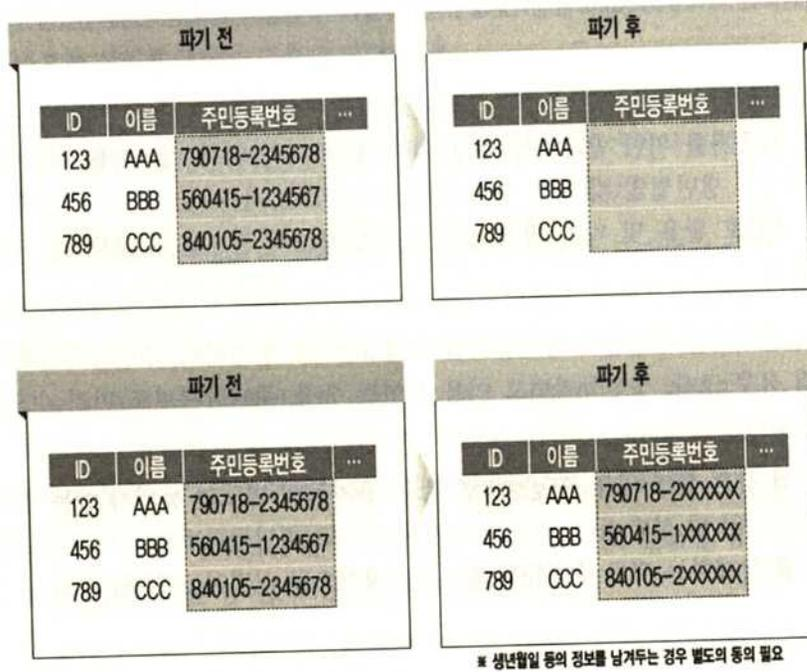 파기 전
ID 이름 주민등록번호 ...
123 AAA 790718-2345678
456 BBB 560415-1234567
789 CCC 840105-2345678
파기 후
ID 이름 주민등록번호 ...
123 AAA
456 BBB
789 CCC
파기 전
ID 이름 주민등록번호 ...
123 AAA 790718-2345678
456 BBB 560415-1234567
789 CCC 840105-2345678
파기 후
ID 이름 주민등록번호 ...
123 AAA 790718-2XXXXXX
456 BBB 560415-1XXXXXX
789 CCC 840105-2XXXXXX
※ 생년월일 등의 정보를 남겨두는 경우 별도의 동의 필요